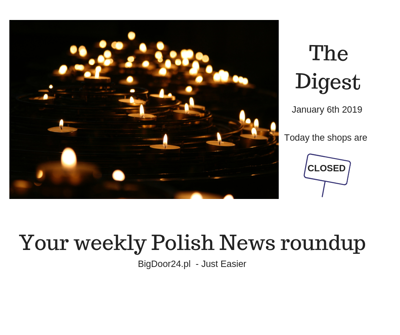 The
Digest
January 6th 2019
Today the shops are
CLOSED
Your weekly Polish News roundup
BigDoor24.pl - Just Easier